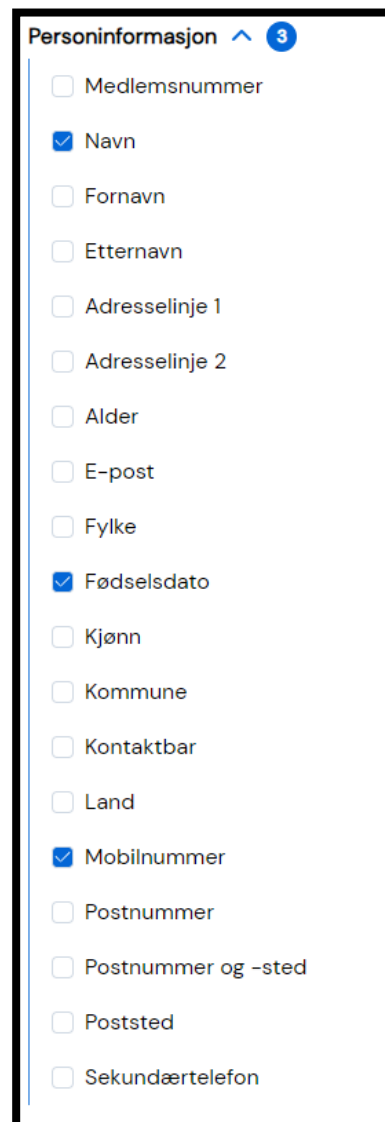 Personinformasjon 3
Medlemsnummer
Navn
Fornavn
Etternavn
Adresselinje 1
Adresselinje 2
Alder
E-post
Fylke
Fødselsdato
Kjønn
Kommune
Kontaktbar
Land
Mobilnummer
Postnummer
Postnummer og -sted
Poststed
Sekundærtelefon